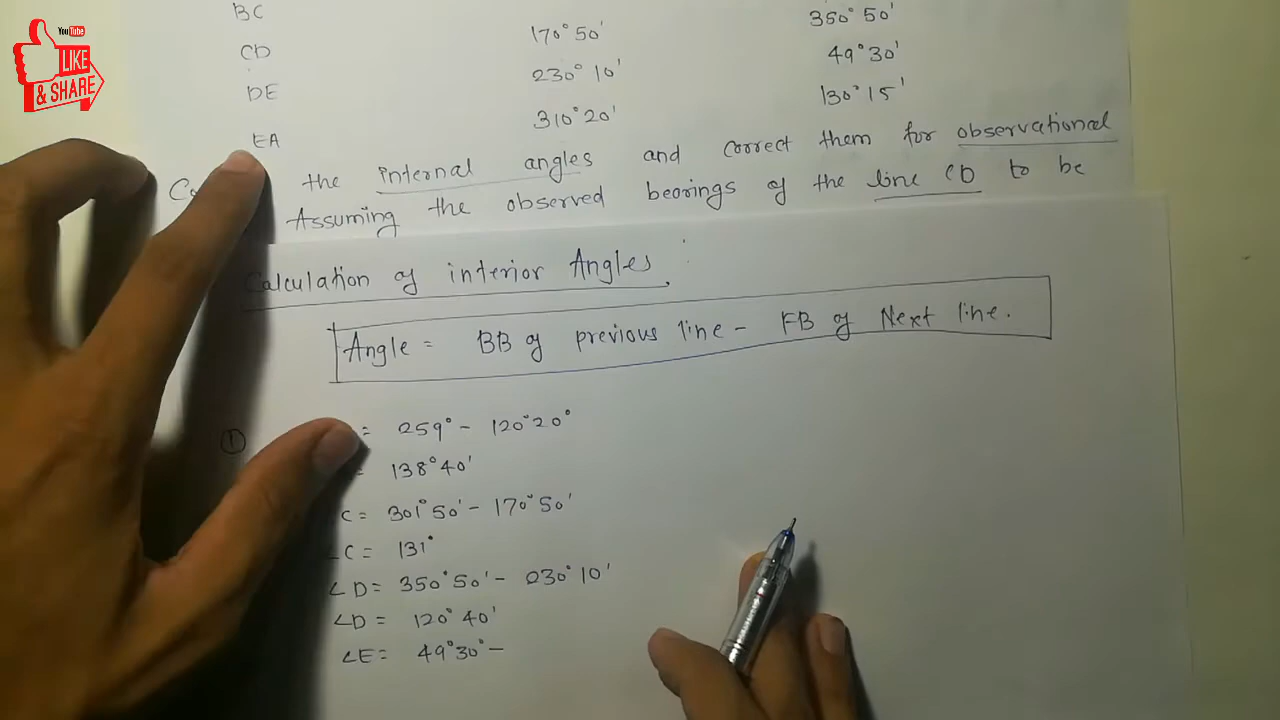 YouTube
LIKE
& SHARE
BC
CD 170°50' 350°50'
DE 230°10' 49°30'
EA 310°20' 130°15'
the internal angles and correct them for observational
Assuming the observed bearings of the line CD to be
Calculation of interior Angles :
Angle = BB of previous line - FB of Next line.
① = 259° - 120°20°
= 138°40'
C = 301°50' - 170°50'
∠C = 131°
∠D = 350°50' - 230°10'
∠D = 120°40'
∠E = 49°30° -